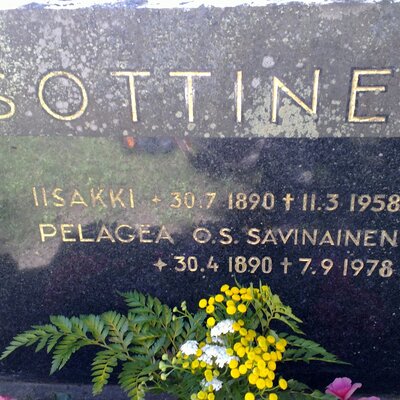 SOTTINE
IISAKKI * 30.7 1890 † 11.3 1958
PELAGEA O.S. SAVINAINEN
* 30.4 1890 † 7.9 1978